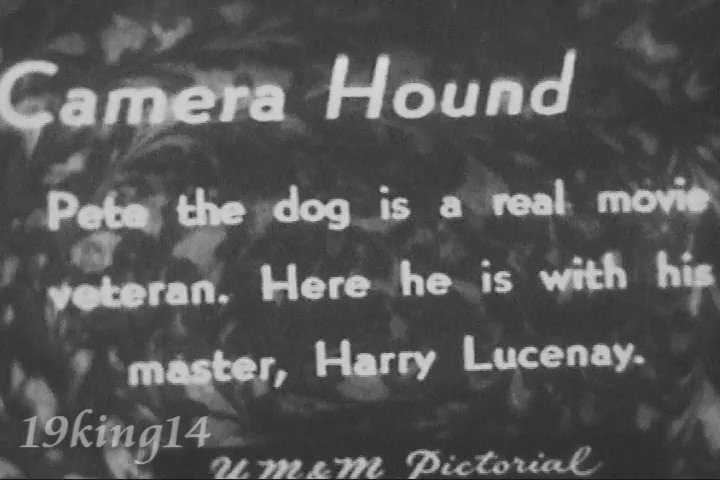 Camera Hound
Pete the dog is a real movie
veteran. Here he is with his
master, Harry Lucenay.
19king14
U M & M Pictorial